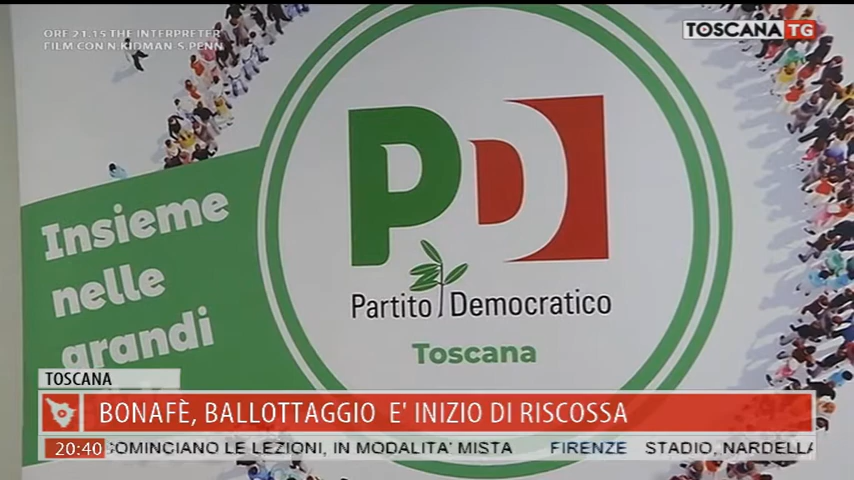 ORE 21.15 THE INTERPRETER
FILM CON N.KIDMAN S.PENN
TOSCANA TG
PD
Insieme
nelle
grandi
Partito Democratico
Toscana
TOSCANA
BONAFÈ, BALLOTTAGGIO E' INIZIO DI RISCOSSA
20:40 COMINCIANO LE LEZIONI, IN MODALITA' MISTA FIRENZE STADIO, NARDELLA